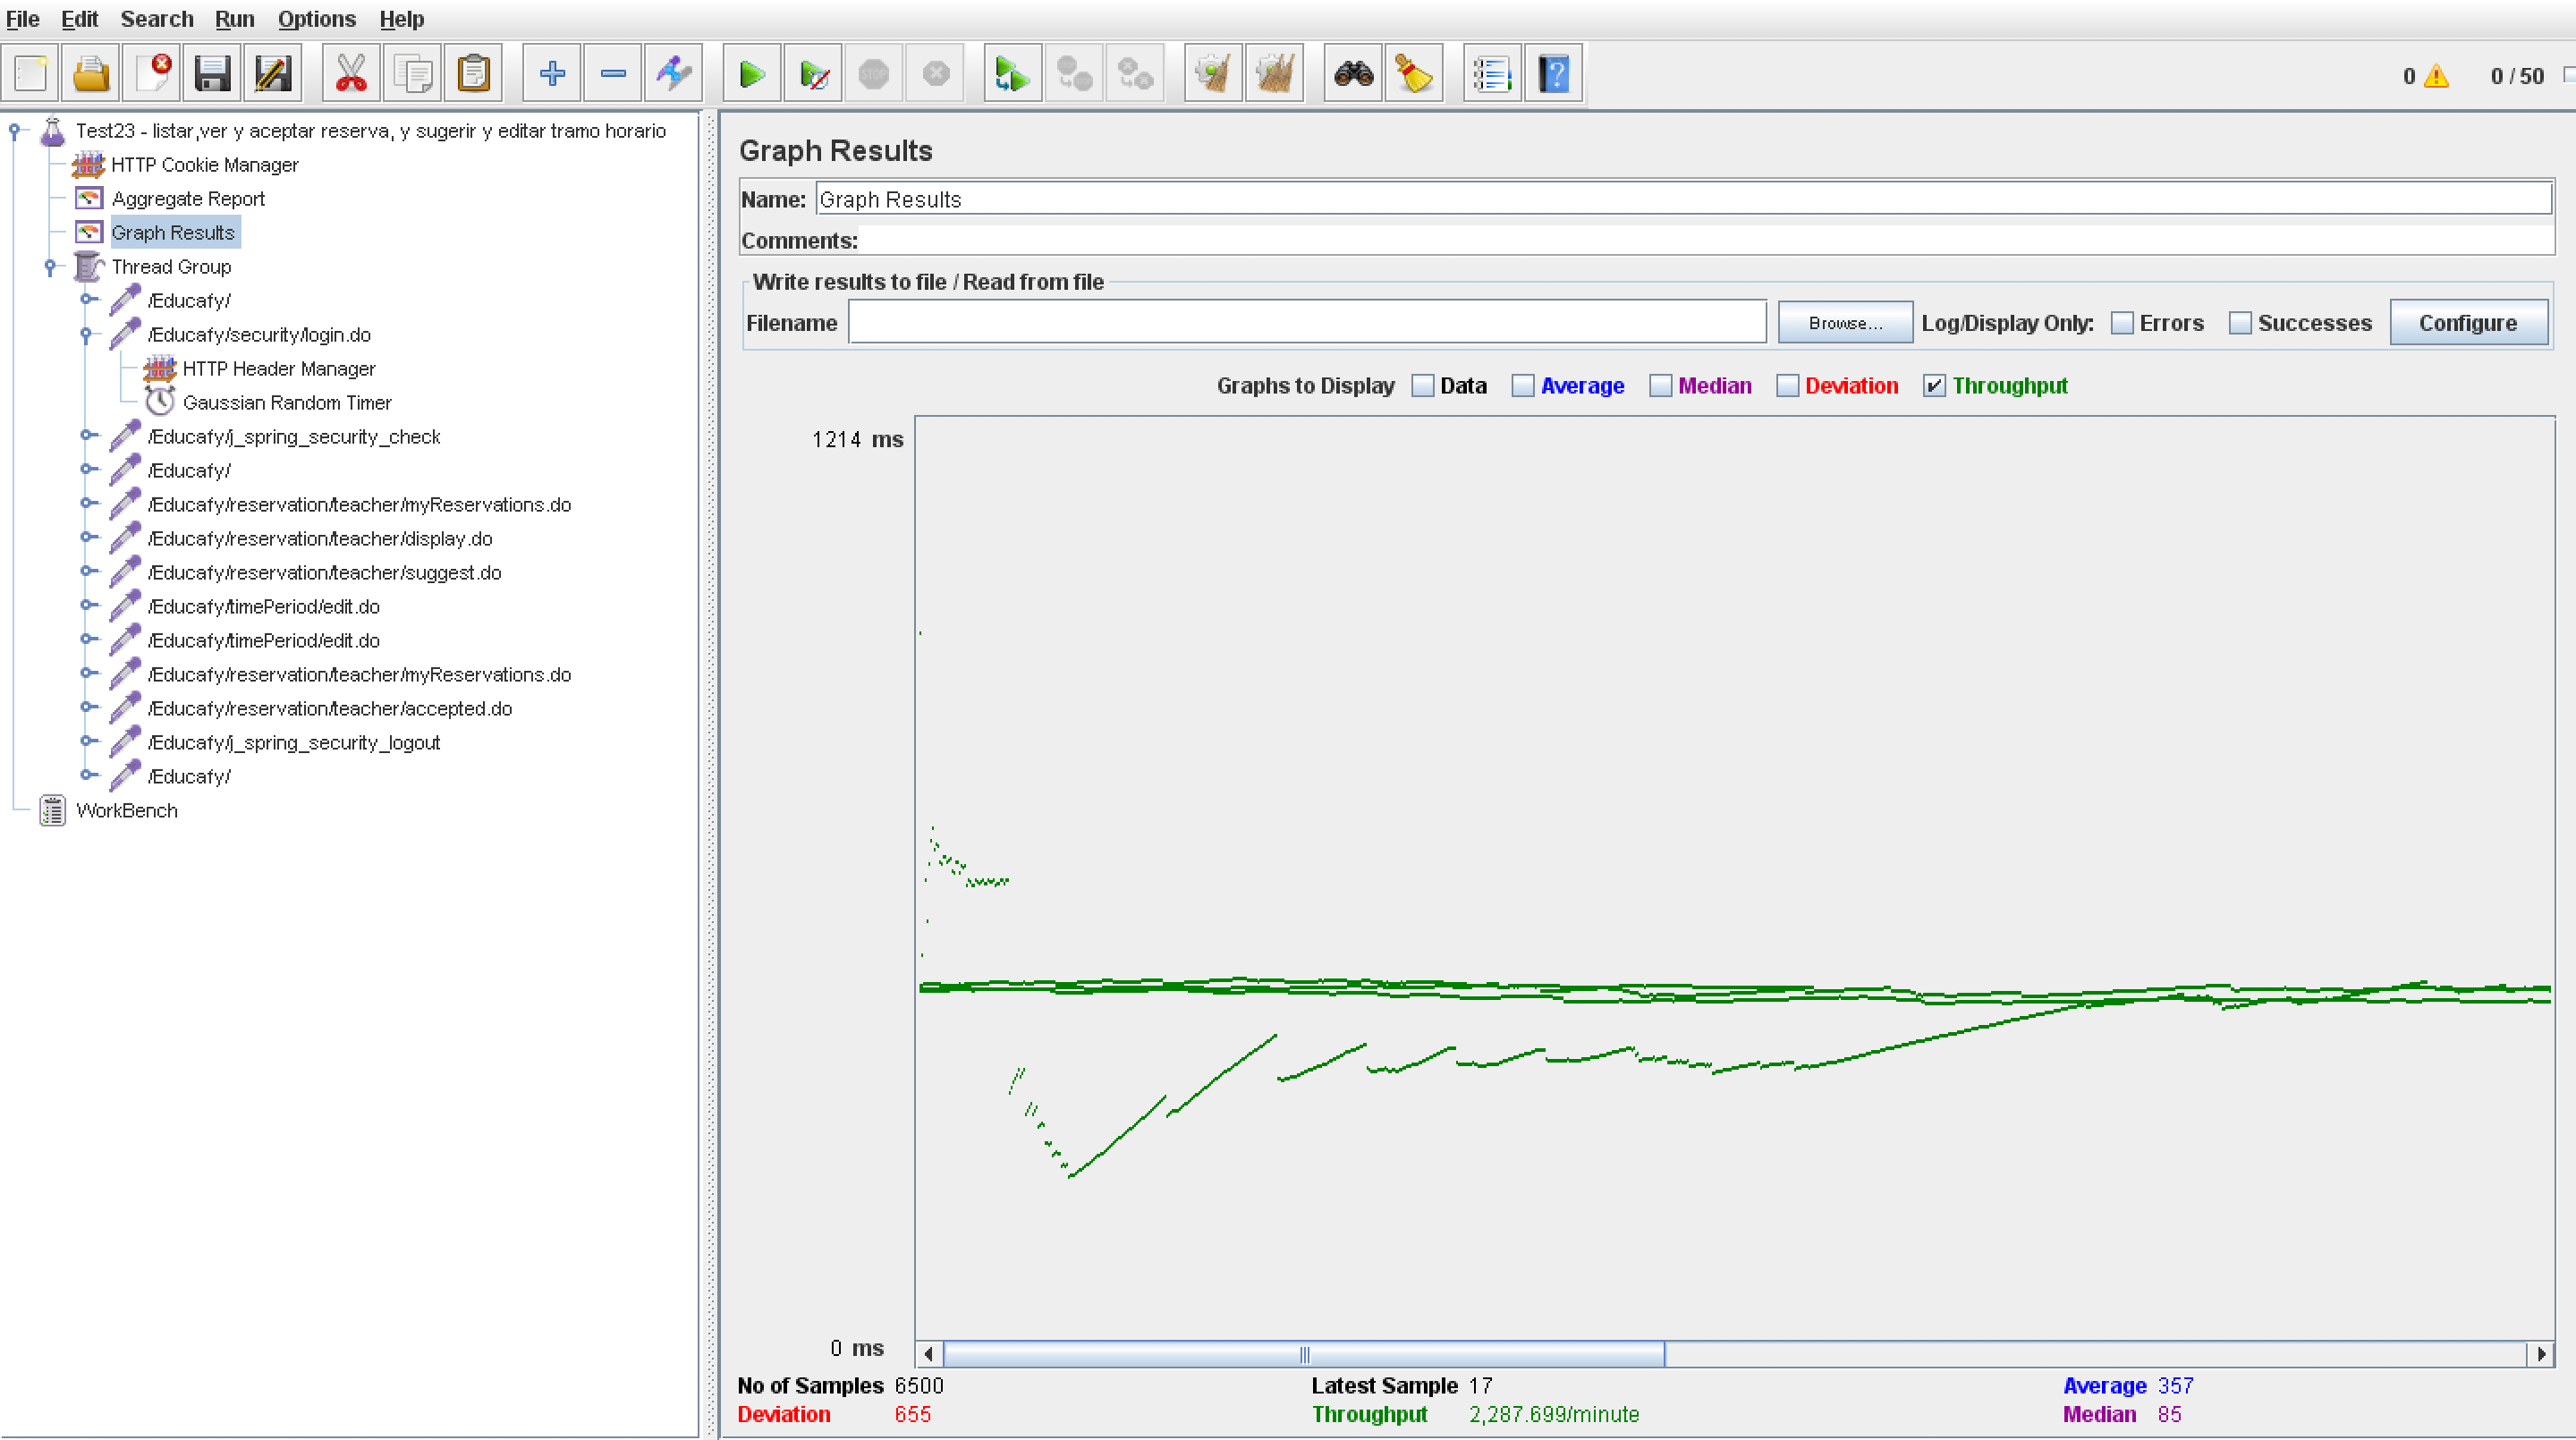 File Edit Search Run Options Help
STOP
0 0 / 50
Test23 - listar,ver y aceptar reserva, y sugerir y editar tramo horario
HTTP Cookie Manager
Aggregate Report
Graph Results
Thread Group
/Educafy/
/Educafy/security/login.do
HTTP Header Manager
Gaussian Random Timer
/Educafy/j_spring_security_check
/Educafy/
/Educafy/reservation/teacher/myReservations.do
/Educafy/reservation/teacher/display.do
/Educafy/reservation/teacher/suggest.do
/Educafy/timePeriod/edit.do
/Educafy/timePeriod/edit.do
/Educafy/reservation/teacher/myReservations.do
/Educafy/reservation/teacher/accepted.do
/Educafy/j_spring_security_logout
/Educafy/
WorkBench
Graph Results
Name: Graph Results
Comments:
Write results to file / Read from file
Filename Browse... Log/Display Only: Errors Successes Configure
Graphs to Display Data Average Median Deviation Throughput
1214 ms
0 ms
No of Samples 6500 Latest Sample 17 Average 357
Deviation 655 Throughput 2,287.699/minute Median 85